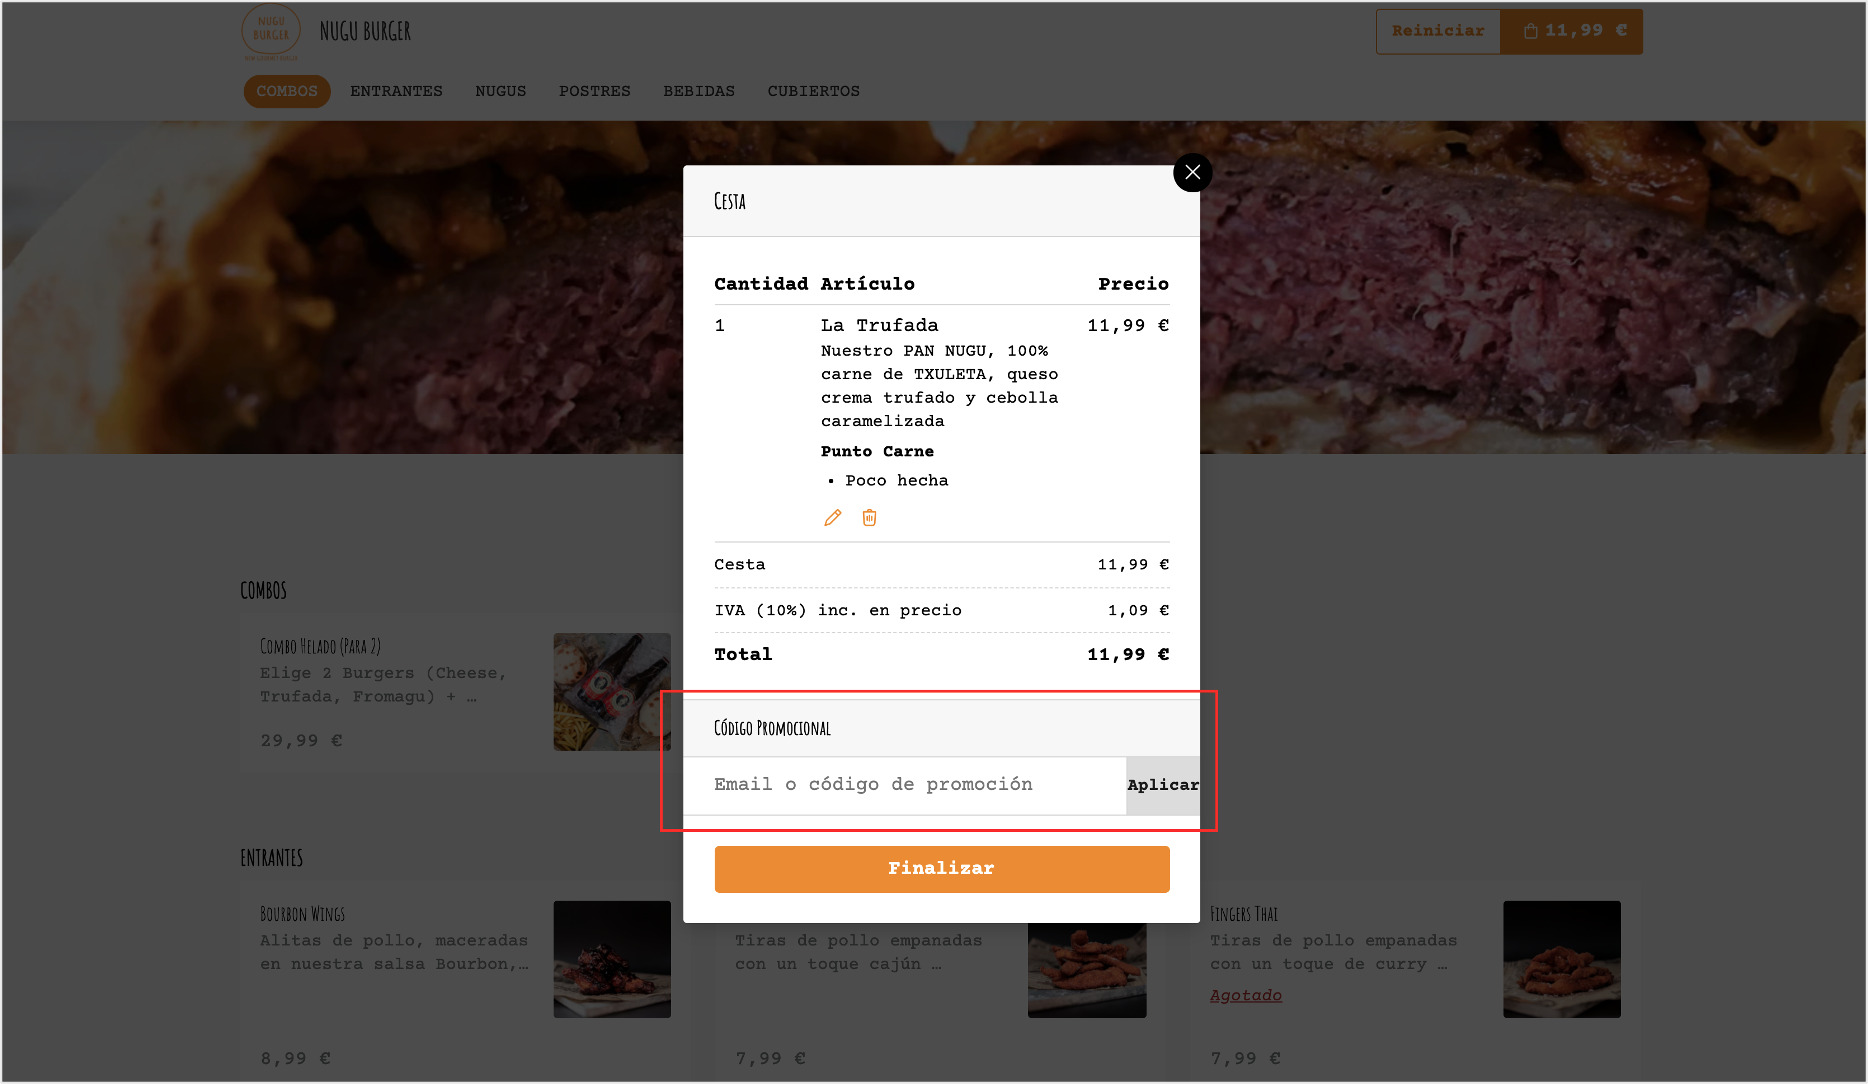 NUGU
BURGER
NUGU BURGER
Reiniciar
11,99 €
COMBOS
ENTRANTES
NUGUS
POSTRES
BEBIDAS
CUBIERTOS
Cesta
Cantidad Artículo Precio
1 La Trufada 11,99 €
Nuestro PAN NUGU, 100%
carne de TXULETA, queso
crema trufado y cebolla
caramelizada
Punto Carne
• Poco hecha
Cesta 11,99 €
IVA (10%) inc. en precio 1,09 €
Total 11,99 €
Código Promocional
Email o código de promoción
Aplicar
Finalizar
COMBOS
Combo Helado (Para 2)
Elige 2 Burgers (Cheese,
Trufada, Fromagu) + …
29,99 €
ENTRANTES
Bourbon Wings
Alitas de pollo, maceradas
en nuestra salsa Bourbon,…
8,99 €
Tiras de pollo empanadas
con un toque cajún …
7,99 €
Fingers Thai
Tiras de pollo empanadas
con un toque de curry …
Agotado
7,99 €